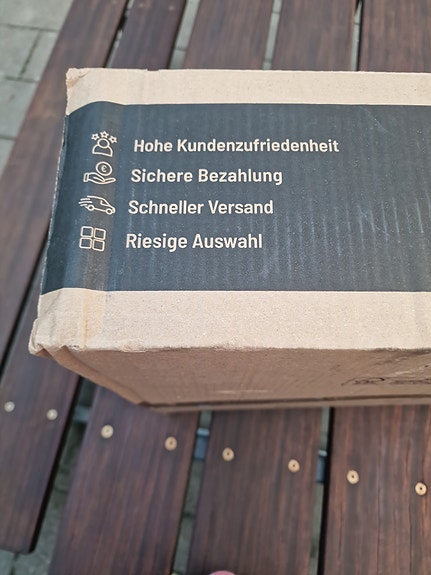 Hohe Kundenzufriedenheit
Sichere Bezahlung
Schneller Versand
Riesige Auswahl